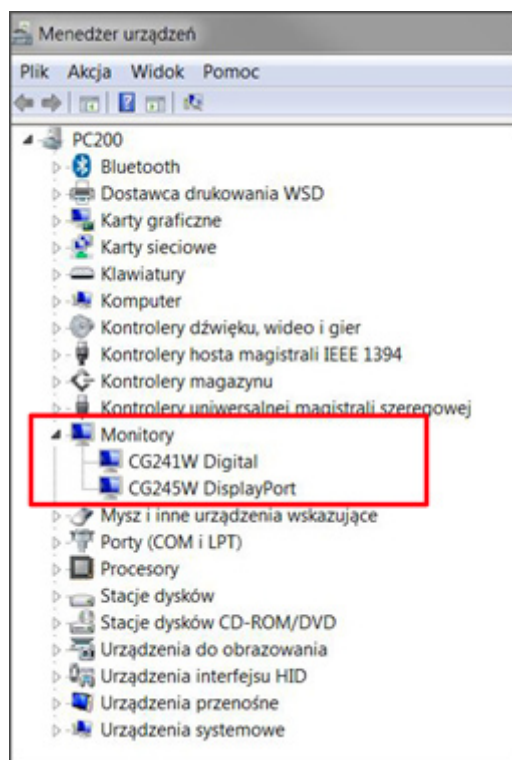 Menedżer urządzeń
Plik Akcja Widok Pomoc
PC200
Bluetooth
Dostawca drukowania WSD
Karty graficzne
Karty sieciowe
Klawiatury
Komputer
Kontrolery dźwięku, wideo i gier
Kontrolery hosta magistrali IEEE 1394
Kontrolery magazynu
Kontrolery uniwersalnej magistrali szeregowej
Monitory
CG241W Digital
CG245W DisplayPort
Mysz i inne urządzenia wskazujące
Porty (COM i LPT)
Procesory
Stacje dysków
Stacje dysków CD-ROM/DVD
Urządzenia do obrazowania
Urządzenia interfejsu HID
Urządzenia przenośne
Urządzenia systemowe